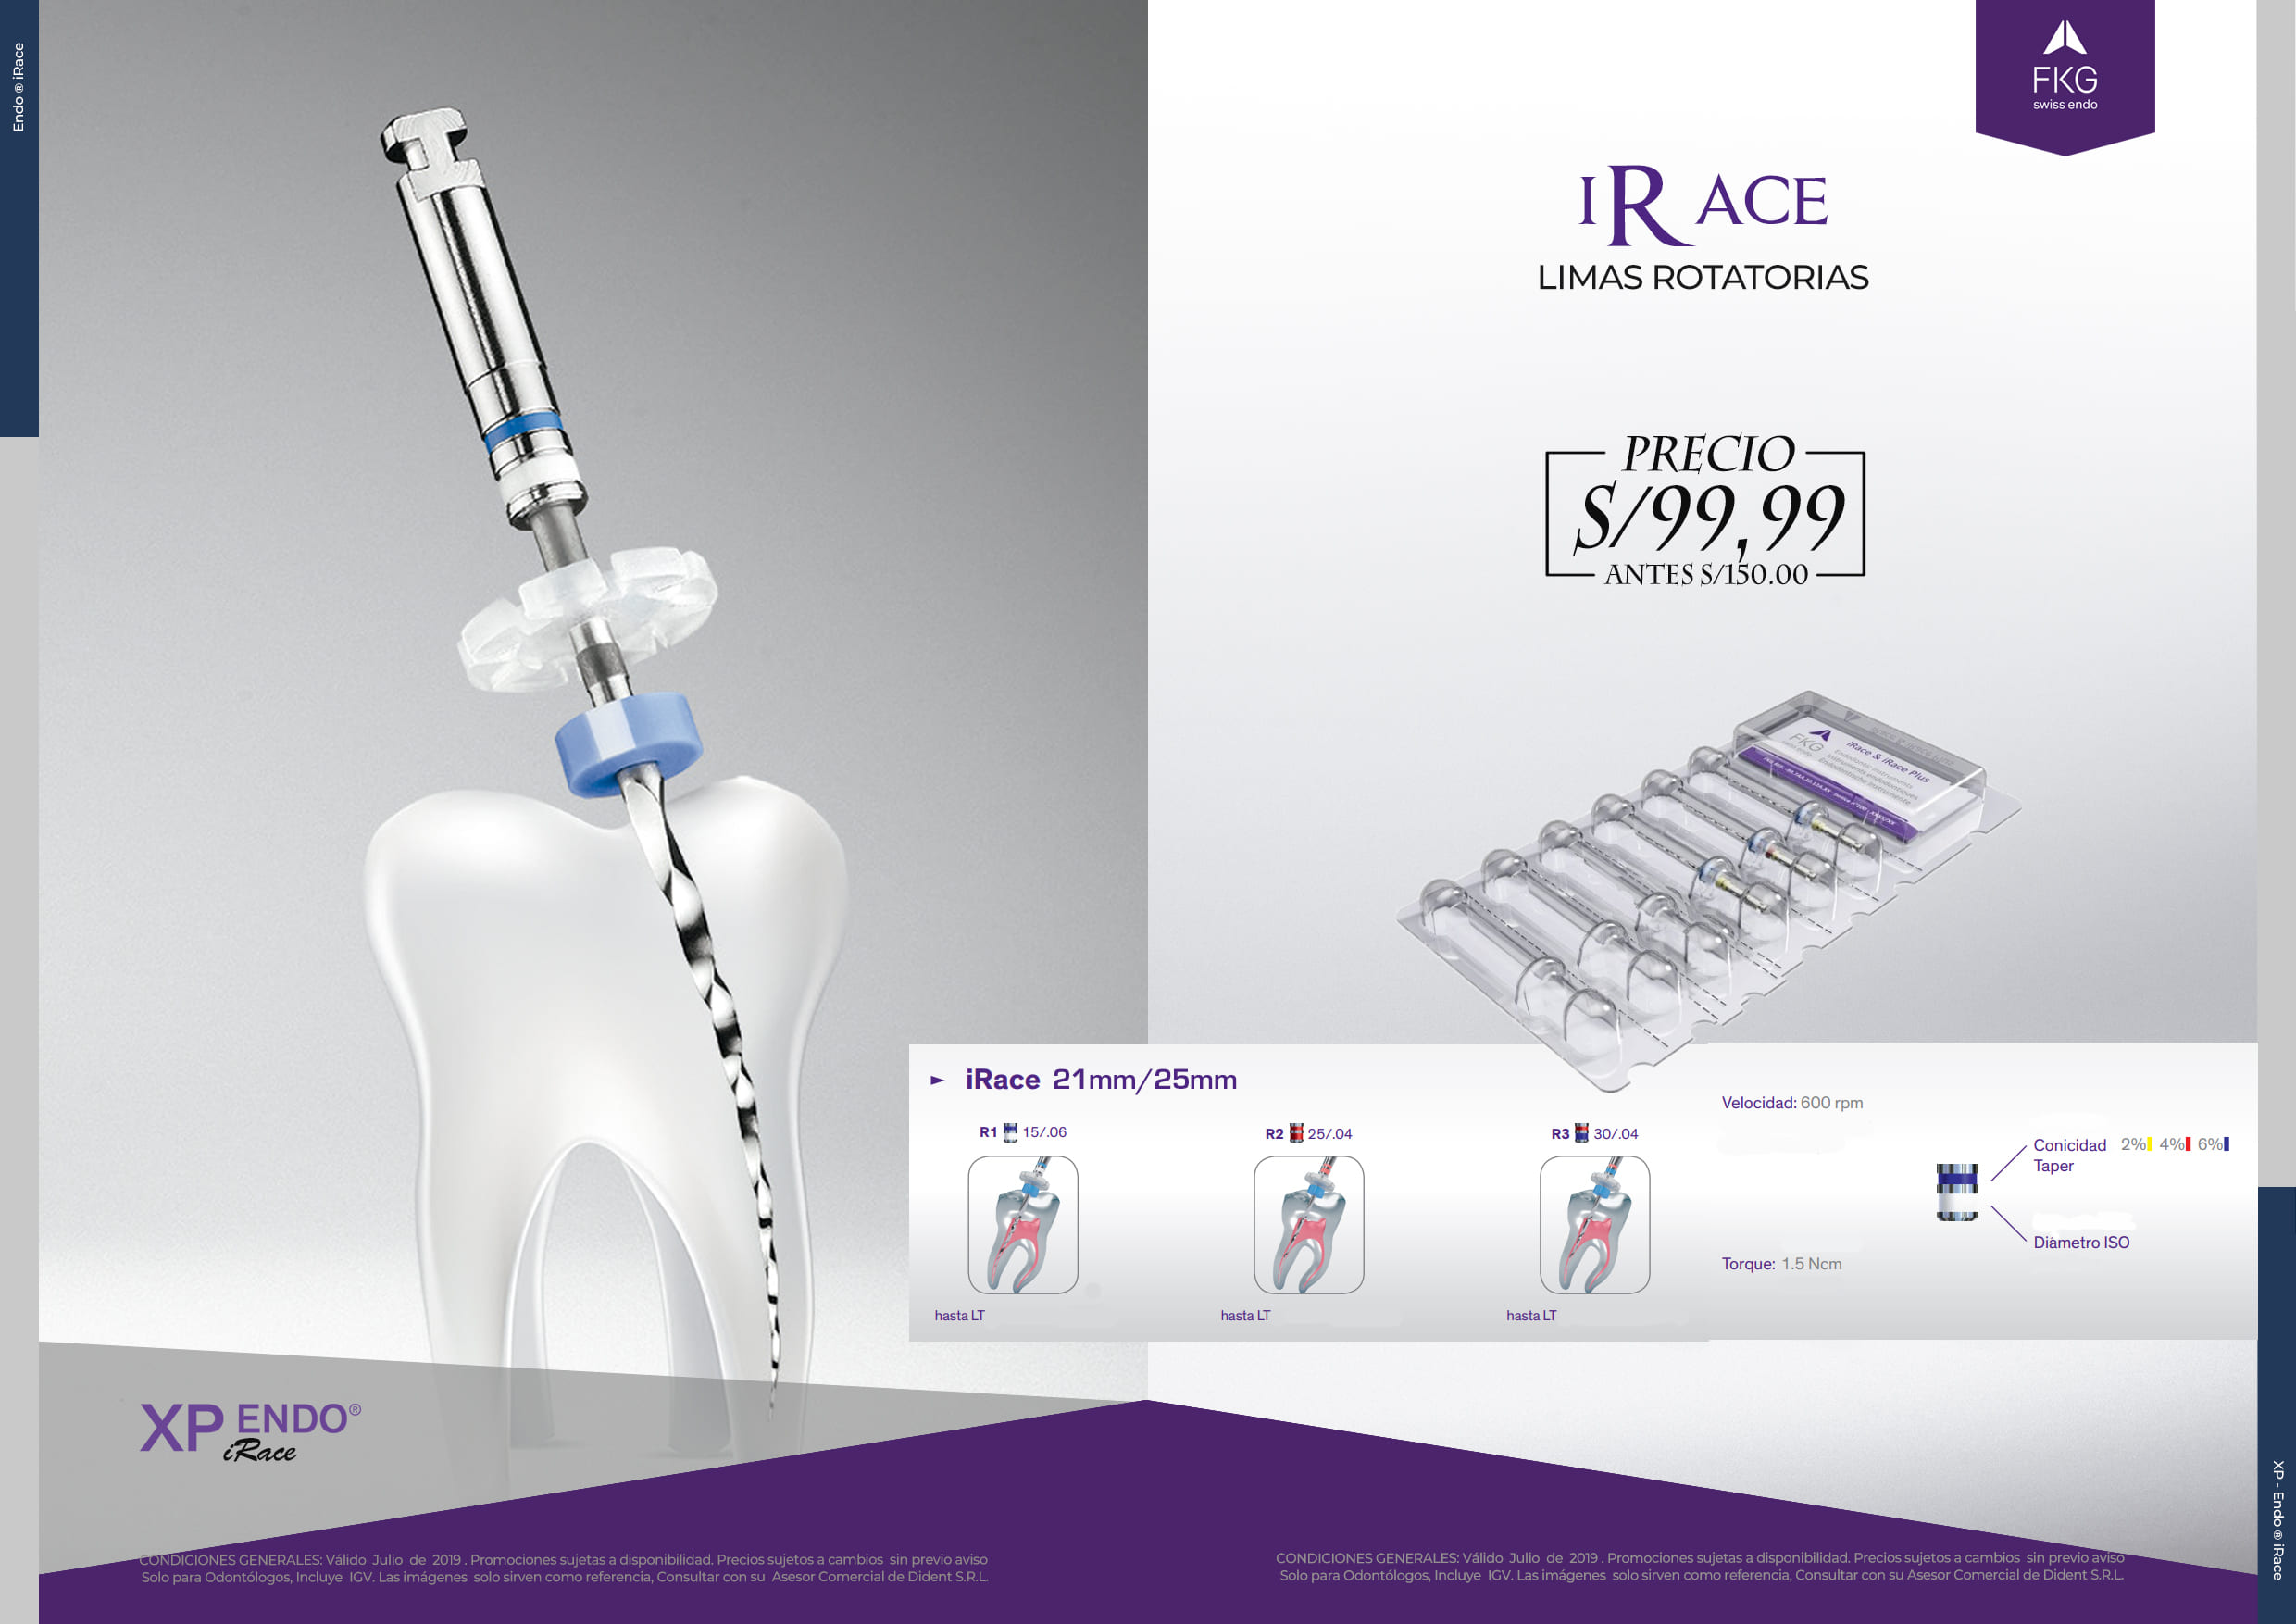 Endo ® iRace
FKG
swiss endo
IRACE
LIMAS ROTATORIAS
PRECIO
S/99,99
ANTES S/150.00
FKG
iRace & iRace Plus
► iRace 21mm/25mm
R1 15/.06
R2 25/.04
R3 30/.04
hasta LT
hasta LT
hasta LT
Velocidad: 600 rpm
Conicidad 2% 4% 6%
Taper
Diametro ISO
Torque: 1.5 Ncm
XP ENDO®
iRace
CONDICIONES GENERALES: Válido Julio de 2019 . Promociones sujetas a disponibilidad. Precios sujetos a cambios sin previo aviso
Solo para Odontólogos, Incluye IGV. Las imágenes solo sirven como referencia, Consultar con su Asesor Comercial de Dident S.R.L.
CONDICIONES GENERALES: Válido Julio de 2019 . Promociones sujetas a disponibilidad. Precios sujetos a cambios sin previo aviso
Solo para Odontólogos, Incluye IGV. Las imágenes solo sirven como referencia, Consultar con su Asesor Comercial de Dident S.R.L.
XP - Endo ® iRace